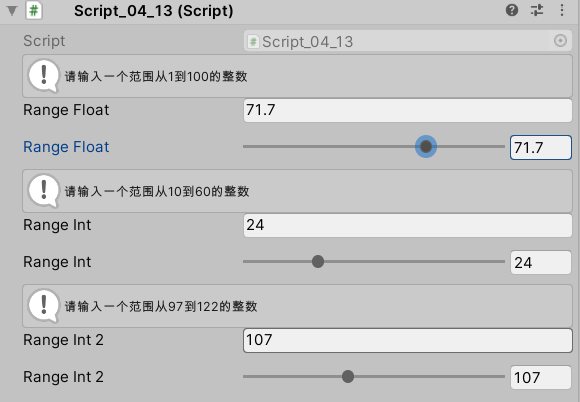 # Script_04_13 (Script)
Script # Script_04_13
请输入一个范围从1到100的整数
Range Float 71.7
Range Float 71.7
请输入一个范围从10到60的整数
Range Int 24
Range Int 24
请输入一个范围从97到122的整数
Range Int 2 107
Range Int 2 107